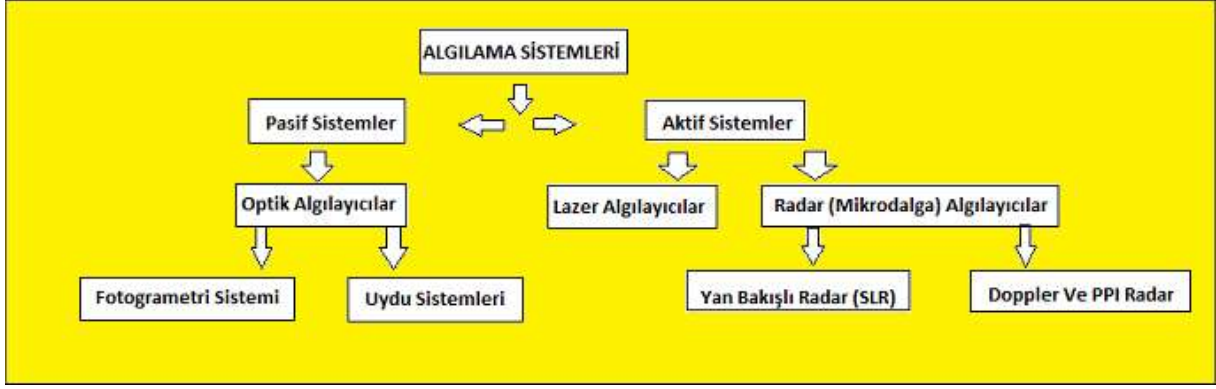 ALGILAMA SİSTEMLERİ
Pasif Sistemler
Aktif Sistemler
Optik Algılayıcılar
Lazer Algılayıcılar
Radar (Mikrodalga) Algılayıcılar
Fotogrametri Sistemi
Uydu Sistemleri
Yan Bakışlı Radar (SLR)
Doppler Ve PPI Radar